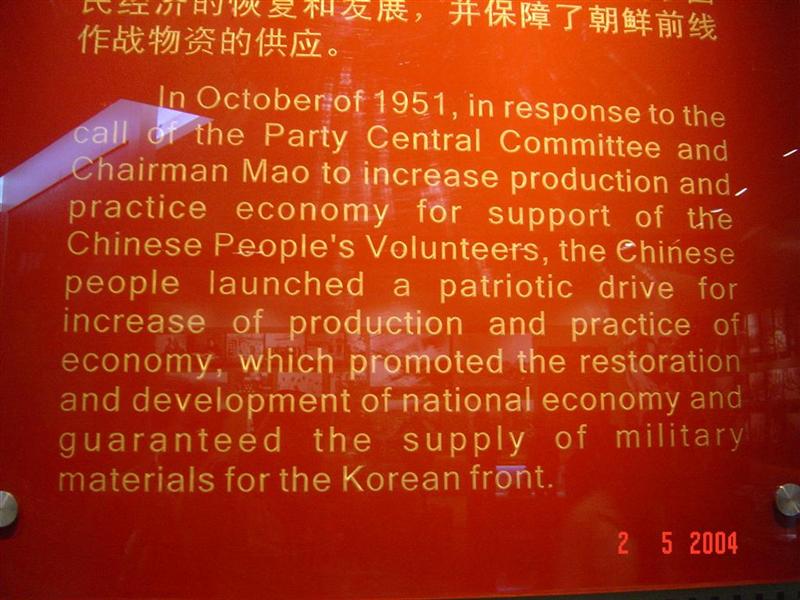 民经济的恢复和发展，并保障了朝鲜前线
作战物资的供应。
In October of 1951, in response to the
call of the Party Central Committee and
Chairman Mao to increase production and
practice economy for support of the
Chinese People's Volunteers, the Chinese
people launched a patriotic drive for
increase of production and practice of
economy, which promoted the restoration
and development of national economy and
guaranteed the supply of military
materials for the Korean front.
2 5 2004